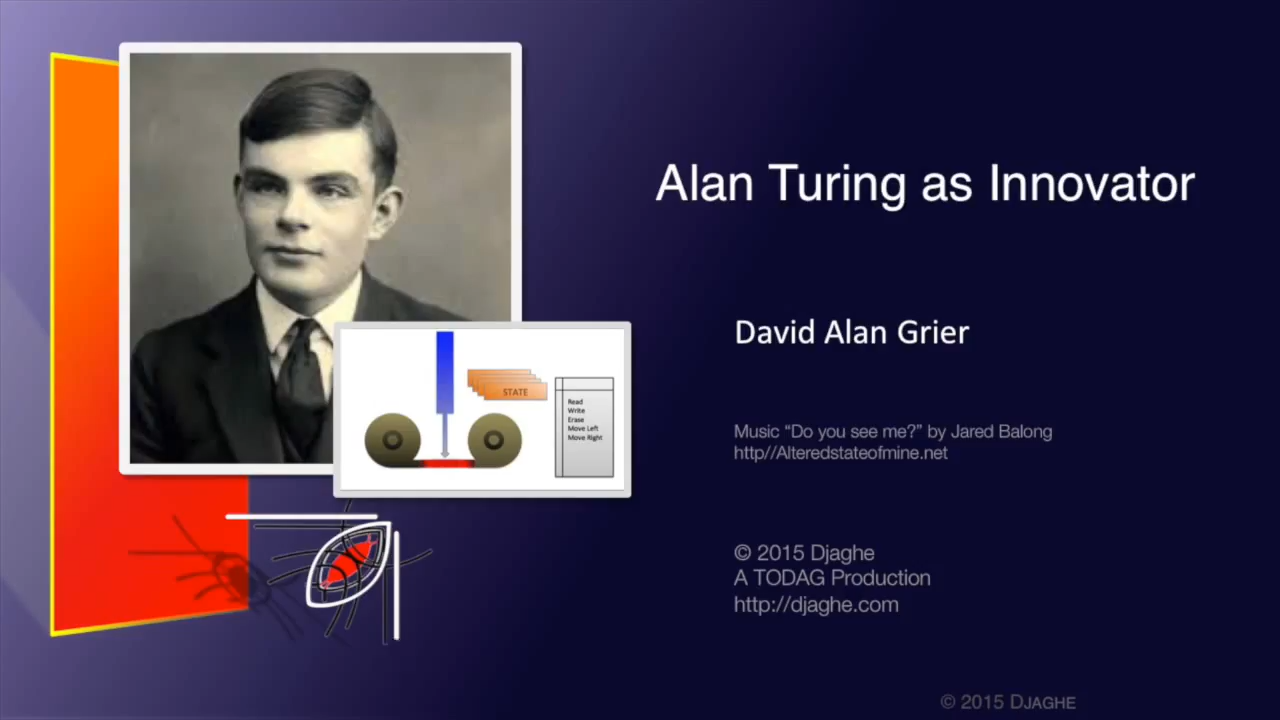 Alan Turing as Innovator
David Alan Grier
STATE
Read
Write
Erase
Move Left
Move Right
Music “Do you see me?” by Jared Balong
http//Alteredstateofmine.net
© 2015 Djaghe
A TODAG Production
http://djaghe.com
© 2015 DJAGHE